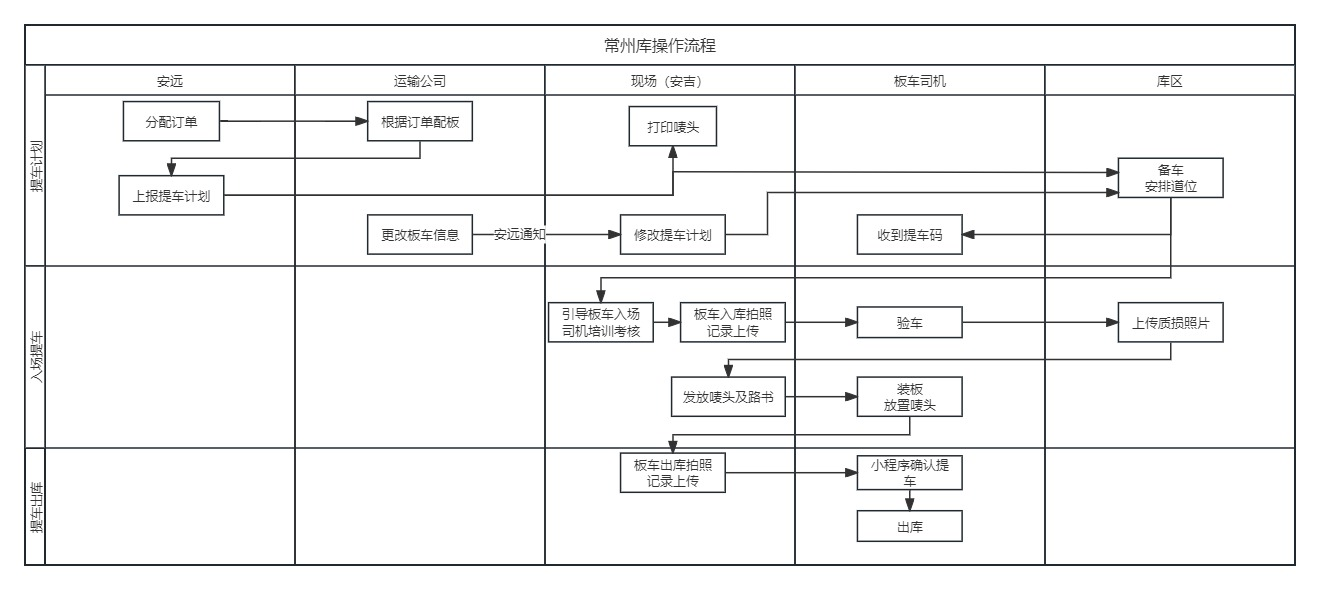 常州库操作流程
安远
运输公司
现场（安吉）
板车司机
库区
提车计划
分配订单
根据订单配板
打印唛头
上报提车计划
备车
安排道位
更改板车信息
安远通知
修改提车计划
收到提车码
入场提车
引导板车入场
司机培训考核
板车入库拍照
记录上传
验车
上传质损照片
发放唛头及路书
装板
放置唛头
提车出库
板车出库拍照
记录上传
小程序确认提
车
出库